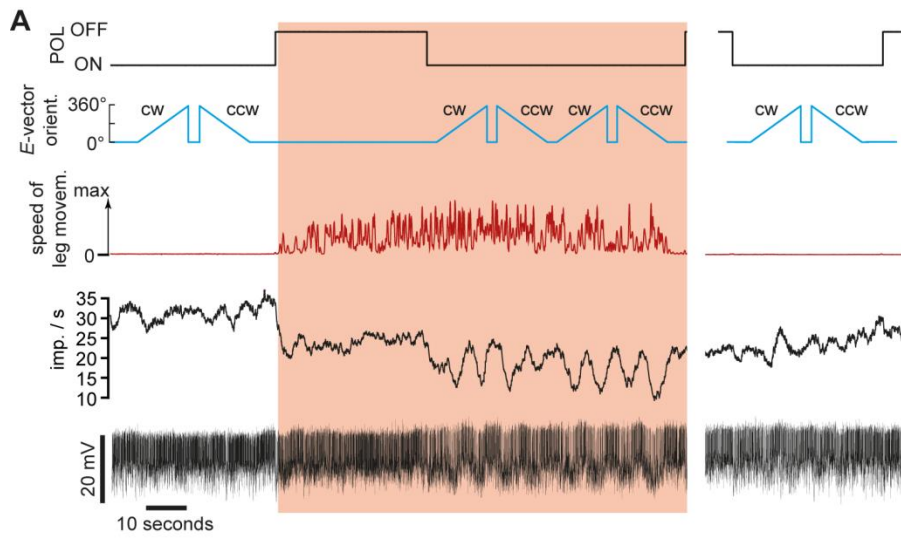 A
POL
OFF
ON
E-vector
orient.
360°
0°
CW CCW CW CCW CW CCW CW CCW
speed of
leg movem.
max
0
imp. / s
35
30
25
20
15
10
20 mV
10 seconds